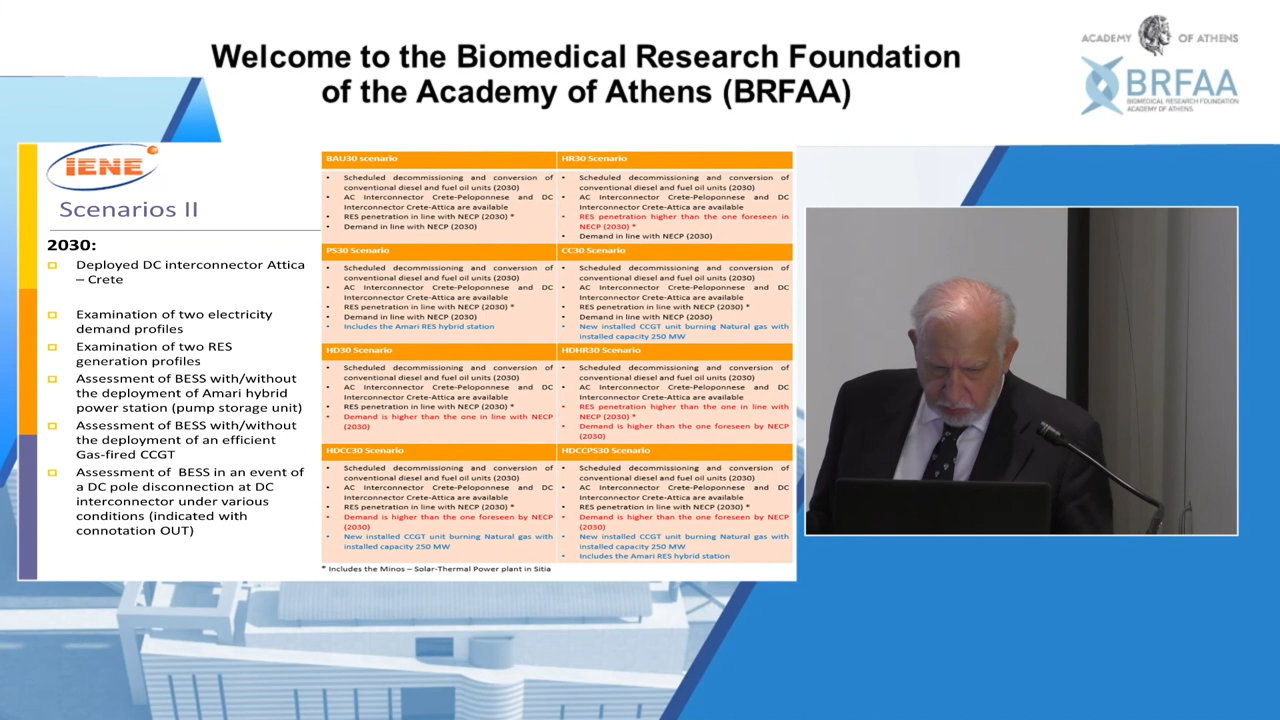 Welcome to the Biomedical Research Foundation
of the Academy of Athens (BRFAA)
ACADEMY OF ATHENS
BRFAA
BIOMEDICAL RESEARCH FOUNDATION
ACADEMY OF ATHENS
IENE
Scenarios II
2030:
Deployed DC interconnector Attica
– Crete
Examination of two electricity
demand profiles
Examination of two RES
generation profiles
Assessment of BESS with/without
the deployment of Amari hybrid
power station (pump storage unit)
Assessment of BESS with/without
the deployment of an efficient
Gas-fired CCGT
Assessment of BESS in an event of
a DC pole disconnection at DC
interconnector under various
conditions (indicated with
connotation OUT)
BAU30 scenario
• Scheduled decommissioning and conversion of
conventional diesel and fuel oil units (2030)
• AC Interconnector Crete-Peloponnese and DC
Interconnector Crete-Attica are available
• RES penetration in line with NECP (2030) *
• Demand in line with NECP (2030)
HR30 Scenario
• Scheduled decommissioning and conversion of
conventional diesel and fuel oil units (2030)
• AC Interconnector Crete-Peloponnese and DC
Interconnector Crete-Attica are available
• RES penetration higher than the one foreseen in
NECP (2030) *
• Demand in line with NECP (2030)
PS30 Scenario
• Scheduled decommissioning and conversion of
conventional diesel and fuel oil units (2030)
• AC Interconnector Crete-Peloponnese and DC
Interconnector Crete-Attica are available
• RES penetration in line with NECP (2030) *
• Demand in line with NECP (2030)
• Includes the Amari RES hybrid station
CC30 Scenario
• Scheduled decommissioning and conversion of
conventional diesel and fuel oil units (2030)
• AC Interconnector Crete-Peloponnese and DC
Interconnector Crete-Attica are available
• RES penetration in line with NECP (2030) *
• Demand in line with NECP (2030)
• New installed CCGT unit burning Natural gas with
installed capacity 250 MW
HD30 Scenario
• Scheduled decommissioning and conversion of
conventional diesel and fuel oil units (2030)
• AC Interconnector Crete-Peloponnese and DC
Interconnector Crete-Attica are available
• RES penetration in line with NECP (2030) *
• Demand is higher than the one in line with NECP
(2030)
HDHR30 Scenario
• Scheduled decommissioning and conversion of
conventional diesel and fuel oil units (2030)
• AC Interconnector Crete-Peloponnese and DC
Interconnector Crete-Attica are available
• RES penetration higher than the one in line with
NECP (2030) *
• Demand is higher than the one foreseen by NECP
(2030)
HDCC30 Scenario
• Scheduled decommissioning and conversion of
conventional diesel and fuel oil units (2030)
• AC Interconnector Crete-Peloponnese and DC
Interconnector Crete-Attica are available
• RES penetration in line with NECP (2030) *
• Demand is higher than the one foreseen by NECP
(2030)
• New installed CCGT unit burning Natural gas with
installed capacity 250 MW
HDCCPS30 Scenario
• Scheduled decommissioning and conversion of
conventional diesel and fuel oil units (2030)
• AC Interconnector Crete-Peloponnese and DC
Interconnector Crete-Attica are available
• RES penetration in line with NECP (2030) *
• Demand is higher than the one foreseen by NECP
(2030)
• New installed CCGT unit burning Natural gas with
installed capacity 250 MW
• Includes the Amari RES hybrid station
* Includes the Minos – Solar-Thermal Power plant in Sitia